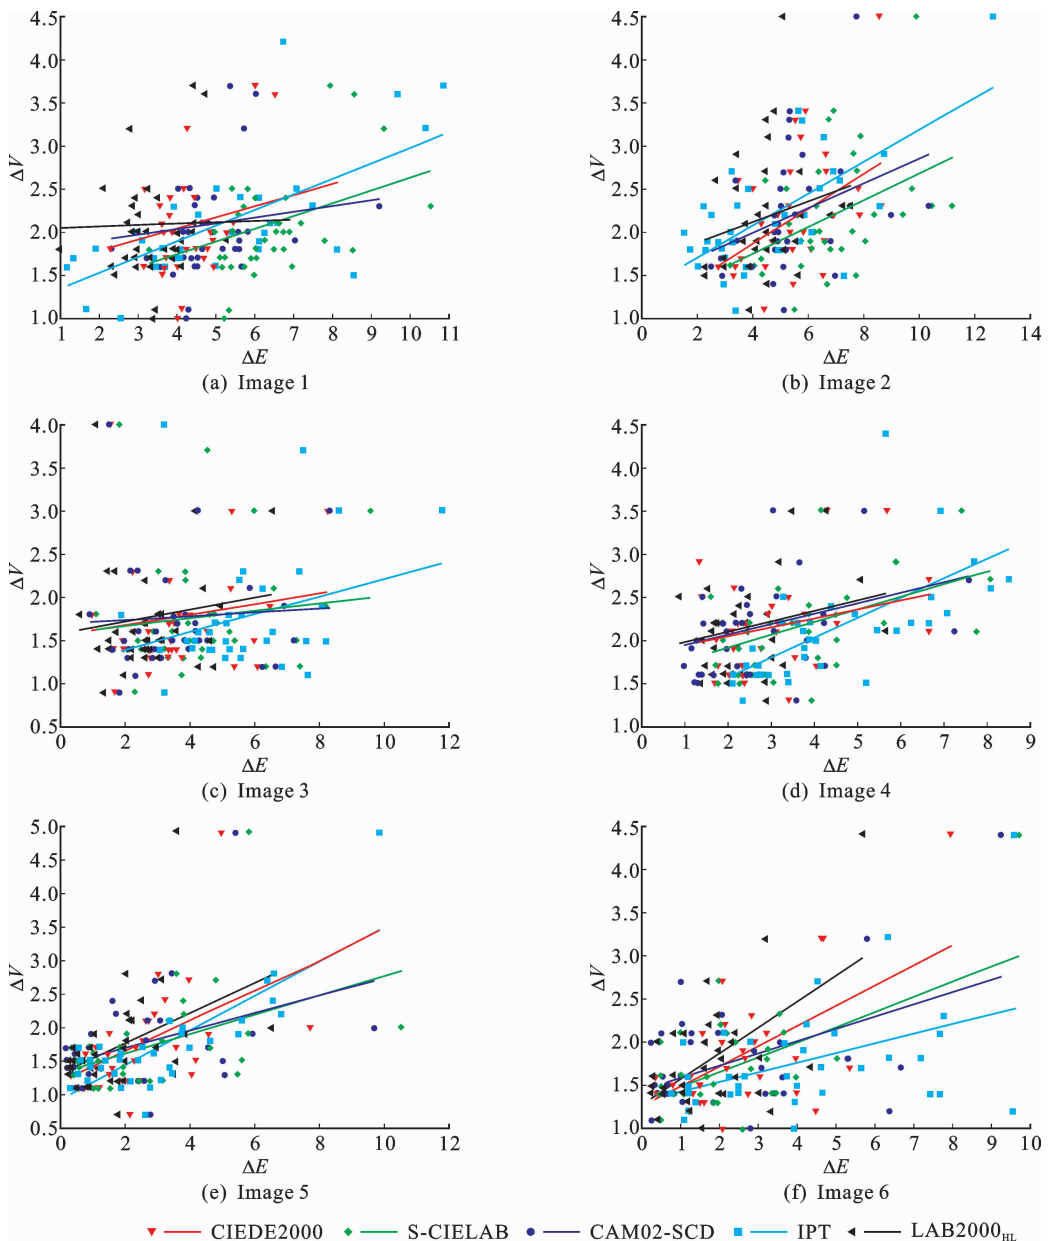 4.5
4.0
3.5
3.0
2.5
2.0
1.5
1.0
ΔV
1 2 3 4 5 6 7 8 9 10 11
ΔE
(a) Image 1
4.5
4.0
3.5
3.0
2.5
2.0
1.5
1.0
ΔV
0 2 4 6 8 10 12 14
ΔE
(b) Image 2
4.0
3.5
3.0
2.5
2.0
1.5
1.0
0.5
ΔV
0 2 4 6 8 10 12
ΔE
(c) Image 3
4.5
4.0
3.5
3.0
2.5
2.0
1.5
1.0
ΔV
0 1 2 3 4 5 6 7 8 9
ΔE
(d) Image 4
5.0
4.5
4.0
3.5
3.0
2.5
2.0
1.5
1.0
0.5
ΔV
0 2 4 6 8 10 12
ΔE
(e) Image 5
4.5
4.0
3.5
3.0
2.5
2.0
1.5
1.0
ΔV
0 1 2 3 4 5 6 7 8 9 10
ΔE
(f) Image 6
CIEDE2000 S-CIELAB CAM02-SCD IPT LAB2000HL